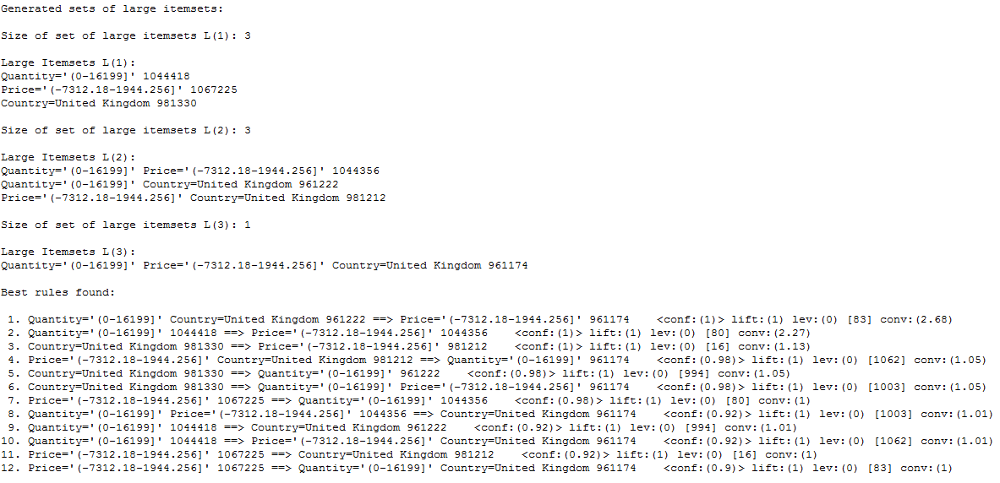 Generated sets of large itemsets:
Size of set of large itemsets L(1): 3
Large Itemsets L(1):
Quantity='(0-16199]' 1044418
Price='(-7312.18-1944.256]' 1067225
Country=United Kingdom 981330
Size of set of large itemsets L(2): 3
Large Itemsets L(2):
Quantity='(0-16199]' Price='(-7312.18-1944.256]' 1044356
Quantity='(0-16199]' Country=United Kingdom 961222
Price='(-7312.18-1944.256]' Country=United Kingdom 981212
Size of set of large itemsets L(3): 1
Large Itemsets L(3):
Quantity='(0-16199]' Price='(-7312.18-1944.256]' Country=United Kingdom 961174
Best rules found:
1. Quantity='(0-16199]' Country=United Kingdom 961222 ==> Price='(-7312.18-1944.256]' 961174 <conf:(1)> lift:(1) lev:(0) [83] conv:(2.68)
2. Quantity='(0-16199]' 1044418 ==> Price='(-7312.18-1944.256]' 1044356 <conf:(1)> lift:(1) lev:(0) [80] conv:(2.27)
3. Country=United Kingdom 981330 ==> Price='(-7312.18-1944.256]' 981212 <conf:(1)> lift:(1) lev:(0) [16] conv:(1.13)
4. Price='(-7312.18-1944.256]' Country=United Kingdom 981212 ==> Quantity='(0-16199]' 961174 <conf:(0.98)> lift:(1) lev:(0) [1062] conv:(1.05)
5. Country=United Kingdom 981330 ==> Quantity='(0-16199]' 961222 <conf:(0.98)> lift:(1) lev:(0) [994] conv:(1.05)
6. Country=United Kingdom 981330 ==> Quantity='(0-16199]' Price='(-7312.18-1944.256]' 961174 <conf:(0.98)> lift:(1) lev:(0) [1003] conv:(1.05)
7. Price='(-7312.18-1944.256]' 1067225 ==> Quantity='(0-16199]' 1044356 <conf:(0.98)> lift:(1) lev:(0) [80] conv:(1)
8. Quantity='(0-16199]' Price='(-7312.18-1944.256]' 1044356 ==> Country=United Kingdom 961174 <conf:(0.92)> lift:(1) lev:(0) [1003] conv:(1.01)
9. Quantity='(0-16199]' 1044418 ==> Country=United Kingdom 961222 <conf:(0.92)> lift:(1) lev:(0) [994] conv:(1.01)
10. Quantity='(0-16199]' 1044418 ==> Price='(-7312.18-1944.256]' Country=United Kingdom 961174 <conf:(0.92)> lift:(1) lev:(0) [1062] conv:(1.01)
11. Price='(-7312.18-1944.256]' 1067225 ==> Country=United Kingdom 981212 <conf:(0.92)> lift:(1) lev:(0) [16] conv:(1)
12. Price='(-7312.18-1944.256]' 1067225 ==> Quantity='(0-16199]' Country=United Kingdom 961174 <conf:(0.9)> lift:(1) lev:(0) [83] conv:(1)